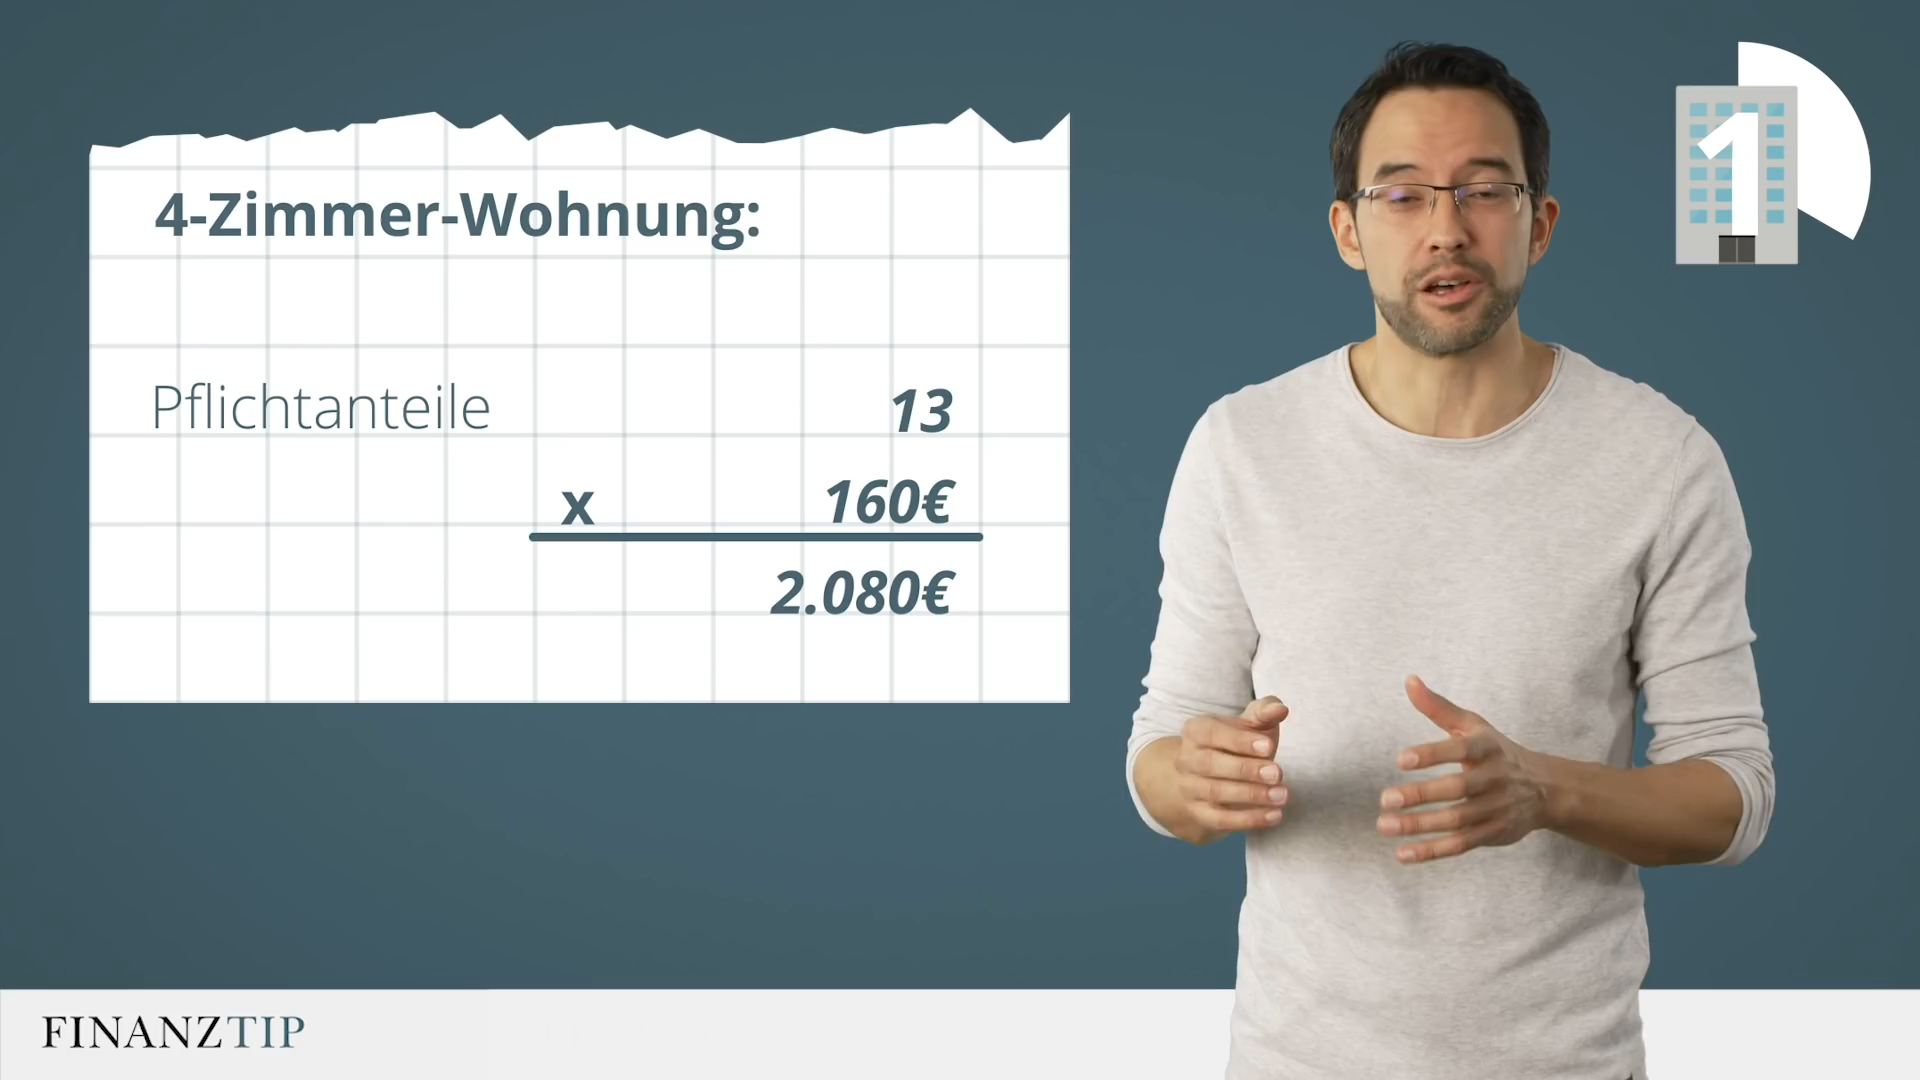 4-Zimmer-Wohnung:
1
Pflichtanteile 13
x 160€
2.080€
FINANZTIP